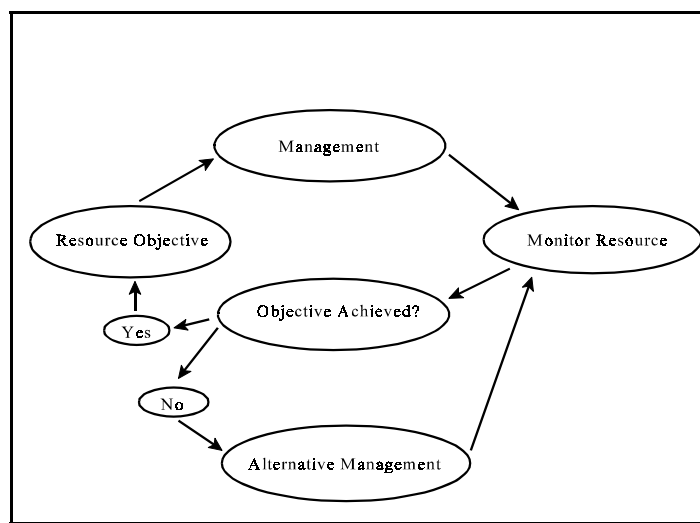 Management
Resource Objective
Monitor Resource
Objective Achieved?
Yes
No
Alternative Management